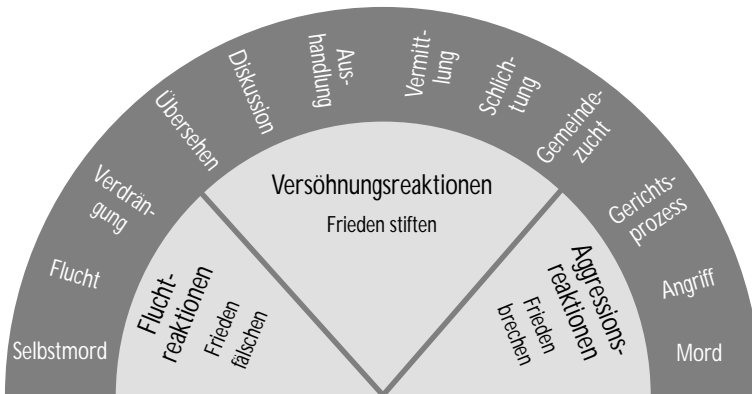 Selbstmord
Flucht
Verdrän-
gung
Übersehen
Diskussion
Aus-
handlung
Vermitt-
lung
Schlich-
tung
Gemeinde-
zucht
Gerichts-
prozess
Angriff
Mord
Versöhnungsreaktionen
Frieden stiften
Flucht-
reaktionen
Frieden
fälschen
Aggressions-
reaktionen
Frieden
brechen